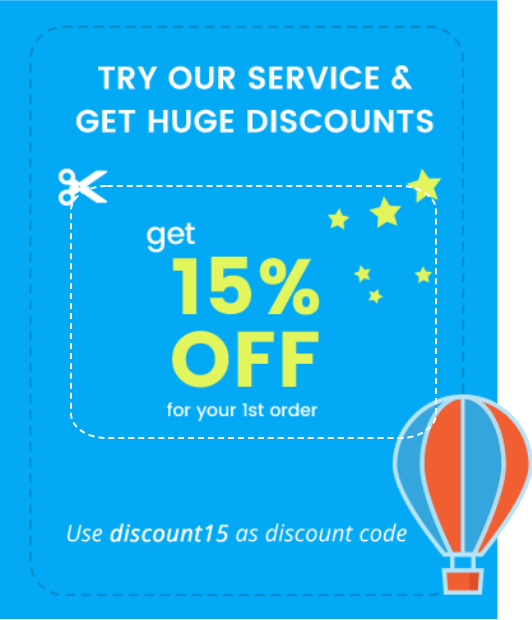 TRY OUR SERVICE &
GET HUGE DISCOUNTS
get
15%
OFF
for your 1st order
Use discount15 as discount code